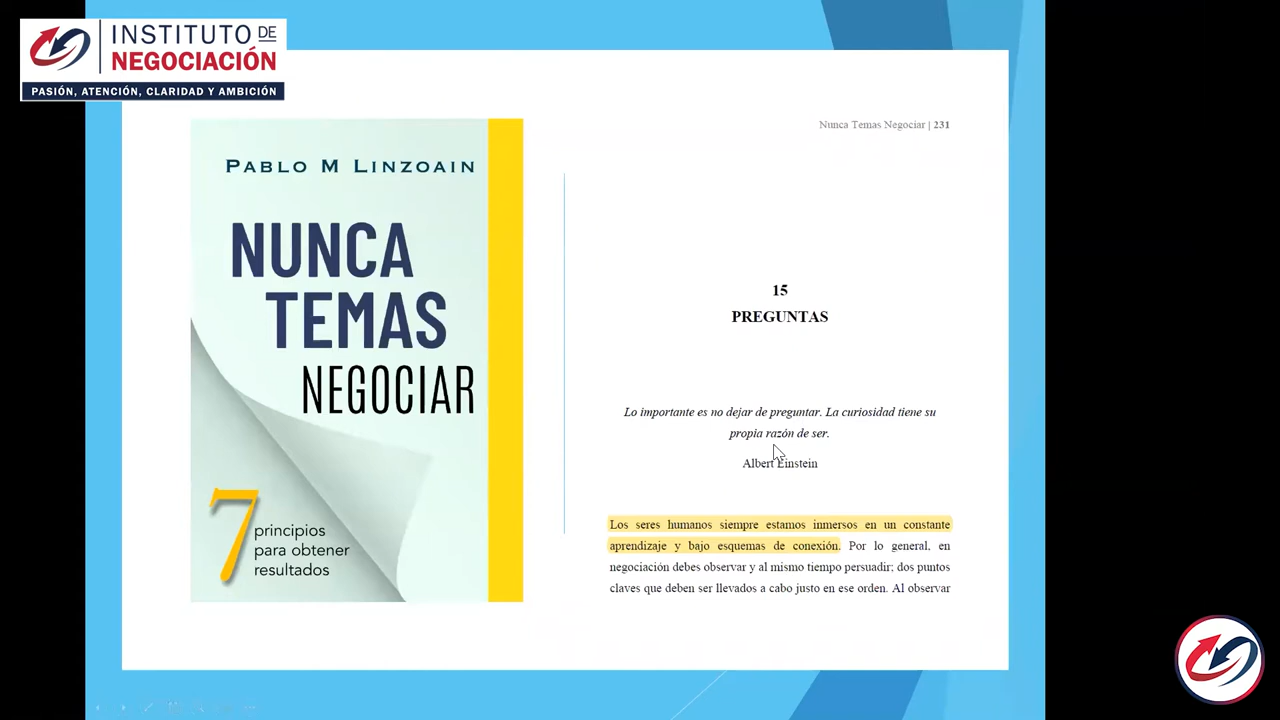 INSTITUTO DE
NEGOCIACIÓN
PASIÓN, ATENCIÓN, CLARIDAD Y AMBICIÓN
PABLO M LINZOAIN
NUNCA
TEMAS
NEGOCIAR
7 principios
para obtener
resultados
Nunca Temas Negociar | 231
15
PREGUNTAS
Lo importante es no dejar de preguntar. La curiosidad tiene su
propia razón de ser.
Albert Einstein
Los seres humanos siempre estamos inmersos en un constante
aprendizaje y bajo esquemas de conexión. Por lo general, en
negociación debes observar y al mismo tiempo persuadir; dos puntos
claves que deben ser llevados a cabo justo en ese orden. Al observar